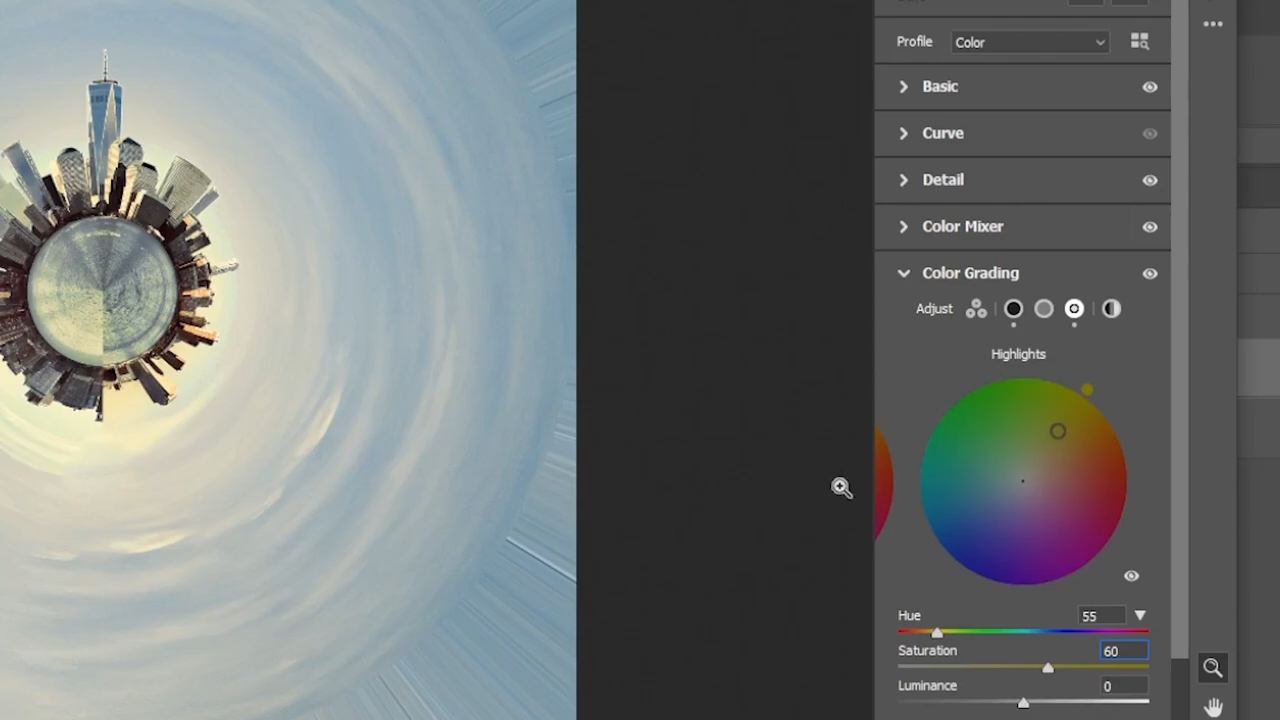 Profile Color
Basic
Curve
Detail
Color Mixer
Color Grading
Adjust
Highlights
Hue 55
Saturation 60
Luminance 0